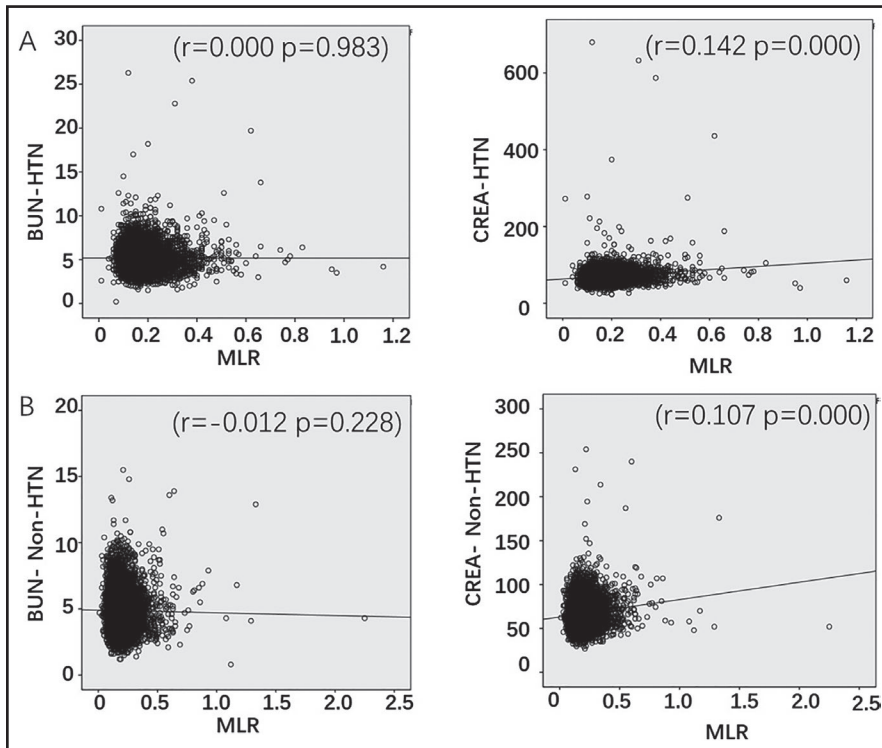 A
(r=0.000 p=0.983)
BUN-HTN
30
25
20
15
10
5
0
0 0.2 0.4 0.6 0.8 1.0 1.2
MLR
(r=0.142 p=0.000)
CREA-HTN
600
400
200
0
0 0.2 0.4 0.6 0.8 1.0 1.2
MLR
B
(r=-0.012 p=0.228)
BUN- Non-HTN
20
15
10
5
0
0 0.5 1.0 1.5 2.0 2.5
MLR
(r=0.107 p=0.000)
CREA- Non-HTN
300
250
200
150
100
50
0
0 0.5 1.0 1.5 2.0 2.5
MLR